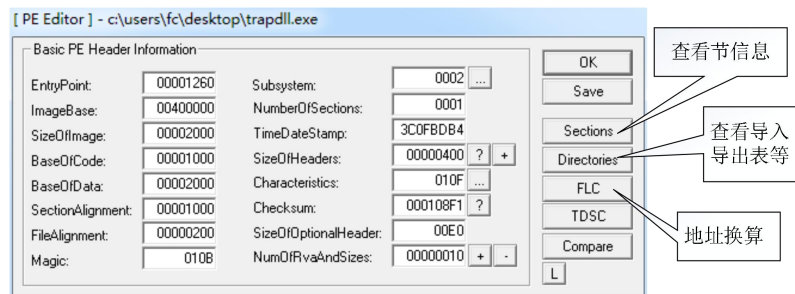 [ PE Editor ] - c:\users\fc\desktop\trapdll.exe
Basic PE Header Information
EntryPoint: 00001260
ImageBase: 00400000
SizeOfImage: 00002000
BaseOfCode: 00001000
BaseOfData: 00002000
SectionAlignment: 00001000
FileAlignment: 00000200
Magic: 010B
Subsystem: 0002 ...
NumberOfSections: 0001
TimeDateStamp: 3C0FBDB4
SizeOfHeaders: 00000400 ? +
Characteristics: 010F ...
Checksum: 000108F1 ?
SizeOfOptionalHeader: 00E0
NumOfRvaAndSizes: 00000010 + -
OK
Save
Sections
Directories
FLC
TDSC
Compare
L
查看节信息
查看导入
导出表等
地址换算